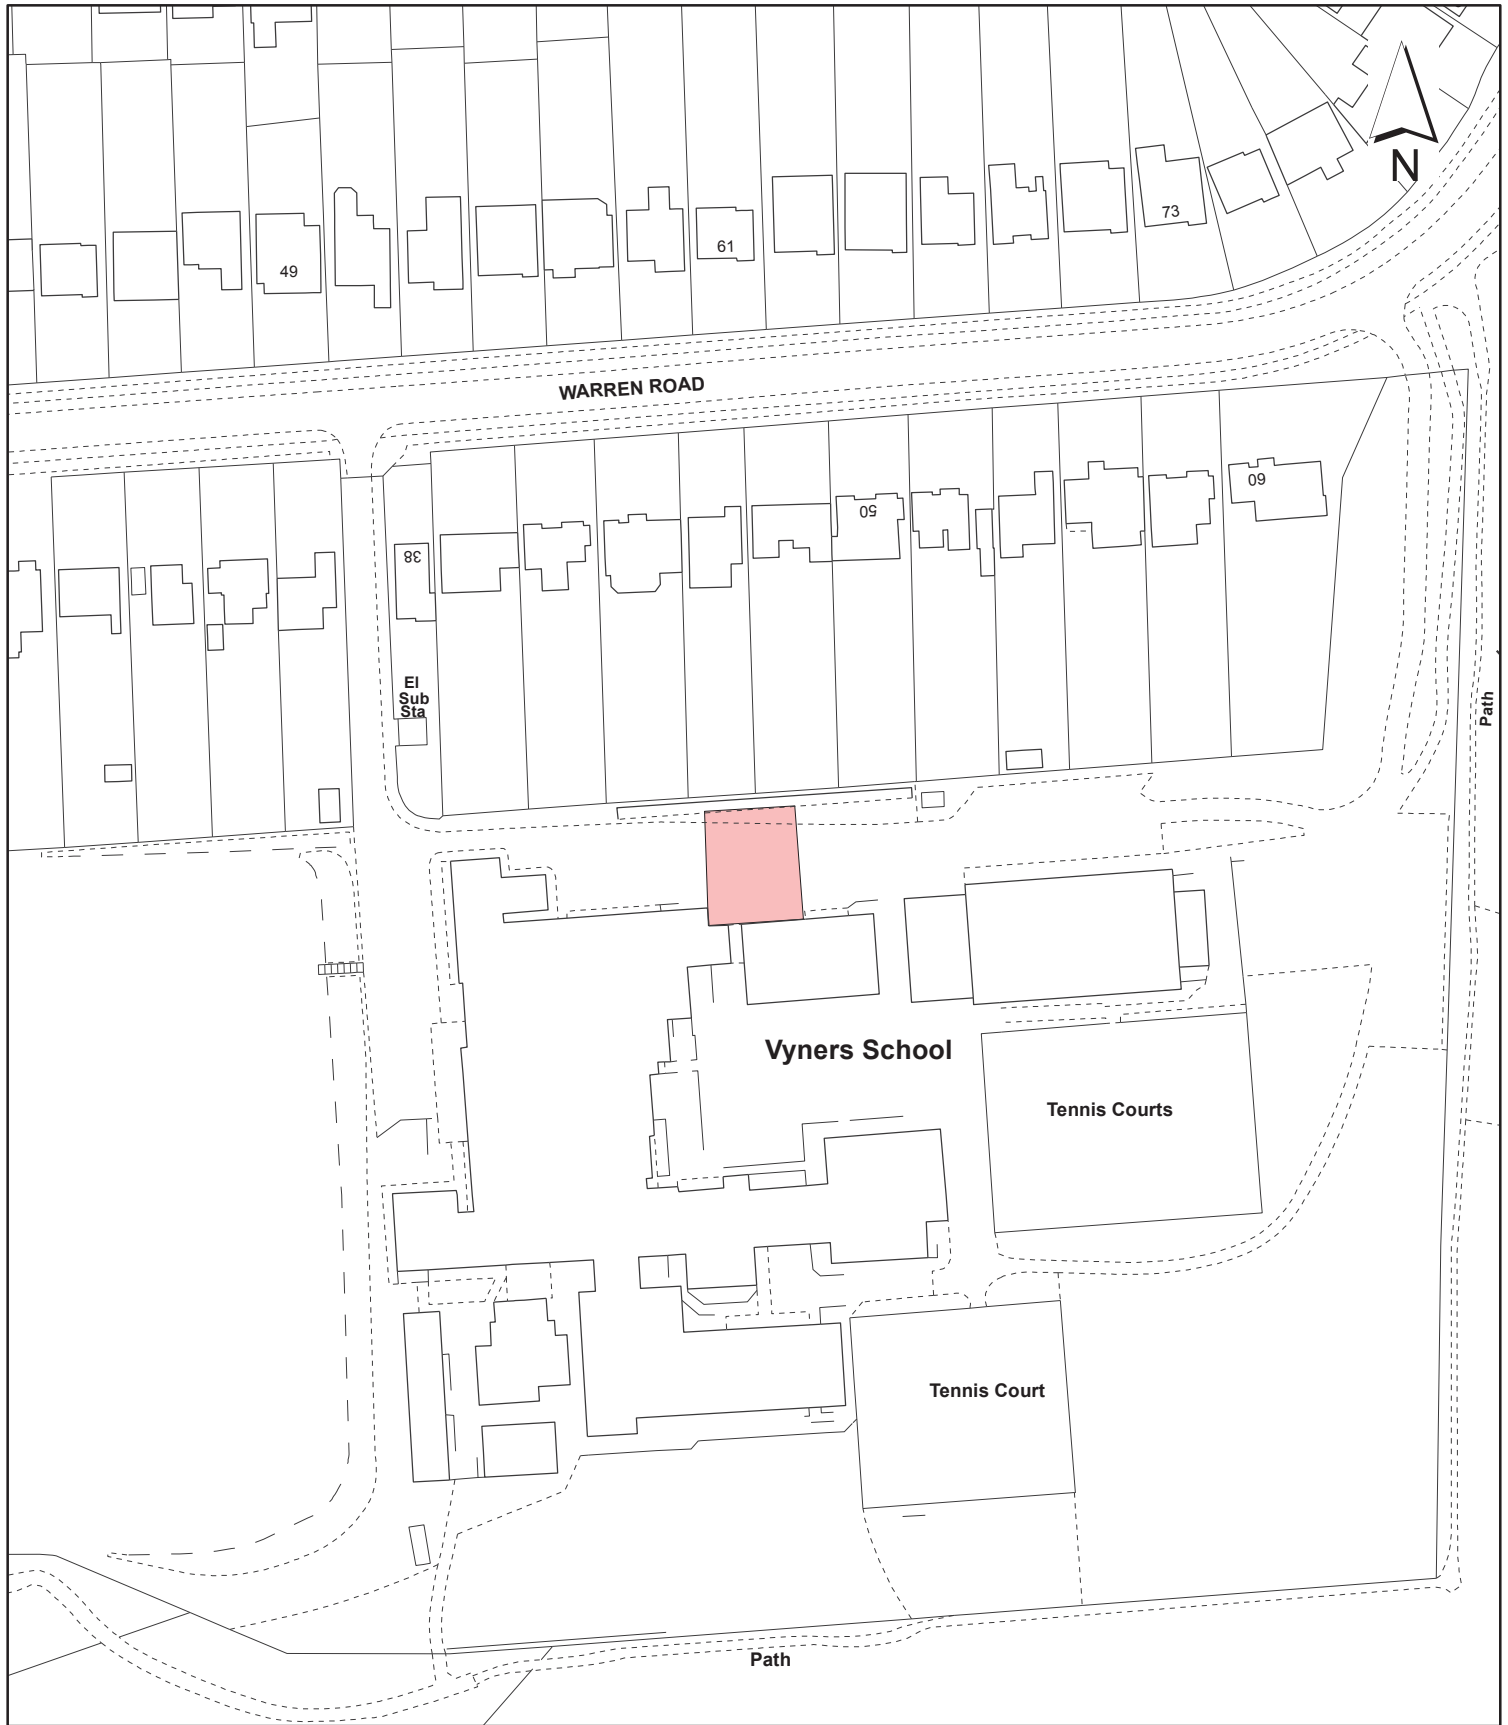 N
73
61
49
WARREN ROAD
60
50
38
El
Sub
Sta
Path
Vyners School
Tennis Courts
Tennis Court
Path